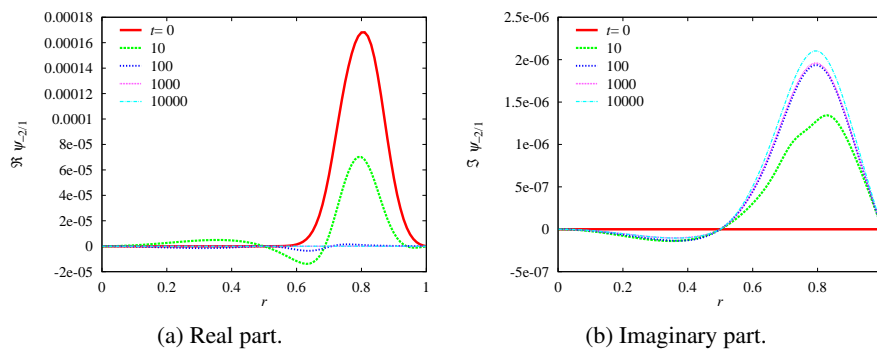 0.00018
0.00016
0.00014
0.00012
0.0001
8e-05
6e-05
4e-05
2e-05
0
-2e-05
ℜ ψ-2/1
t= 0
10
100
1000
10000
0 0.2 0.4 0.6 0.8 1
r
(a) Real part.
2.5e-06
2e-06
1.5e-06
1e-06
5e-07
0
-5e-07
ℑ ψ-2/1
t= 0
10
100
1000
10000
0 0.2 0.4 0.6 0.8
r
(b) Imaginary part.